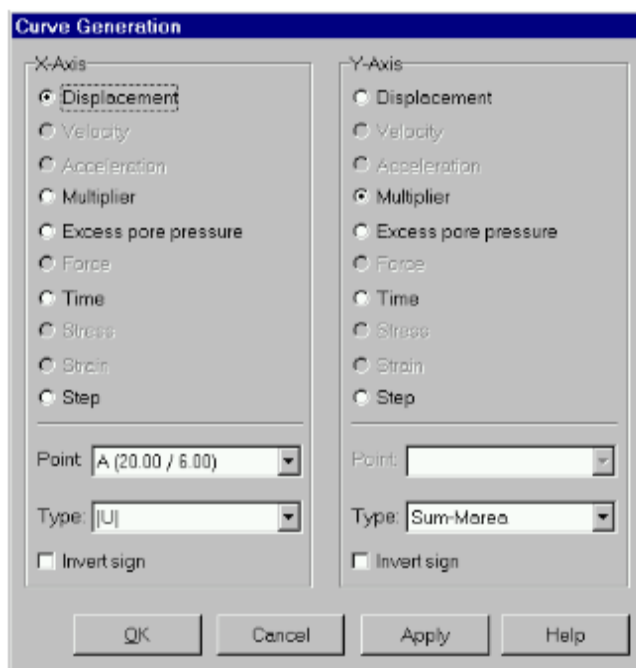 Curve Generation
X-Axis
Displacement
Velocity
Acceleration
Multiplier
Excess pore pressure
Force
Time
Stress
Strain
Step
Point: A (20.00 / 6.00)
Type: |U|
Invert sign
Y-Axis
Displacement
Velocity
Acceleration
Multiplier
Excess pore pressure
Force
Time
Stress
Strain
Step
Point:
Type: Sum-Marea
Invert sign
OK
Cancel
Apply
Help